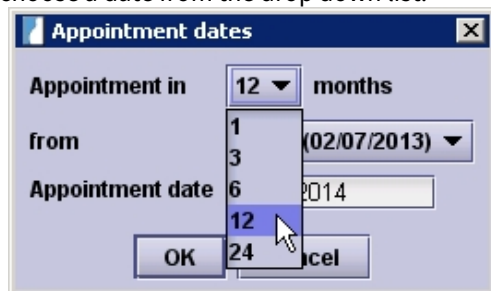 choose a date from the drop down list.
Appointment dates
Appointment in 12 months
from (02/07/2013)
1
3
6
12
24
Appointment date 2014
OK